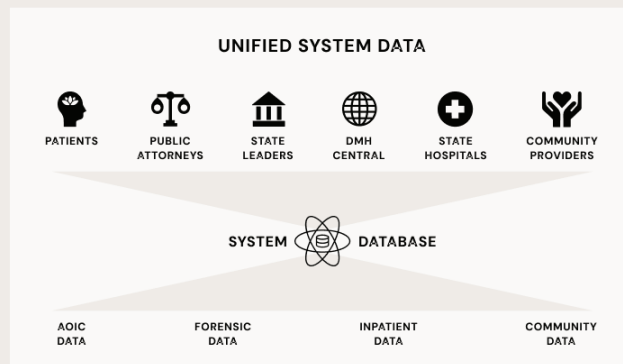 UNIFIED SYSTEM DATA
PATIENTS
PUBLIC
ATTORNEYS
STATE
LEADERS
DMH
CENTRAL
STATE
HOSPITALS
COMMUNITY
PROVIDERS
SYSTEM DATABASE
AOIC
DATA
FORENSIC
DATA
INPATIENT
DATA
COMMUNITY
DATA